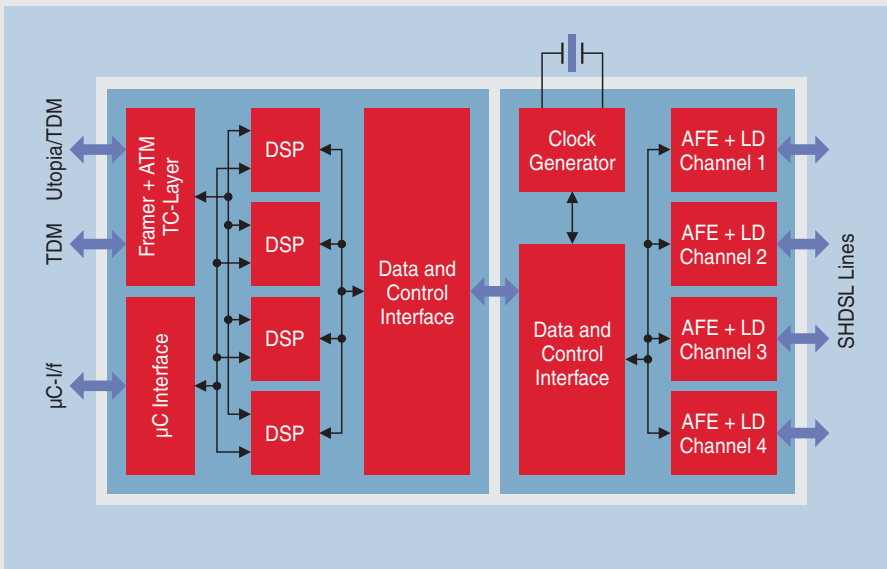 Utopia/TDM
TDM
µC-I/f
Framer + ATM
TC-Layer
µC Interface
DSP
DSP
DSP
DSP
Data and
Control
Interface
Clock
Generator
Data and
Control
Interface
AFE + LD
Channel 1
AFE + LD
Channel 2
AFE + LD
Channel 3
AFE + LD
Channel 4
SHDSL Lines